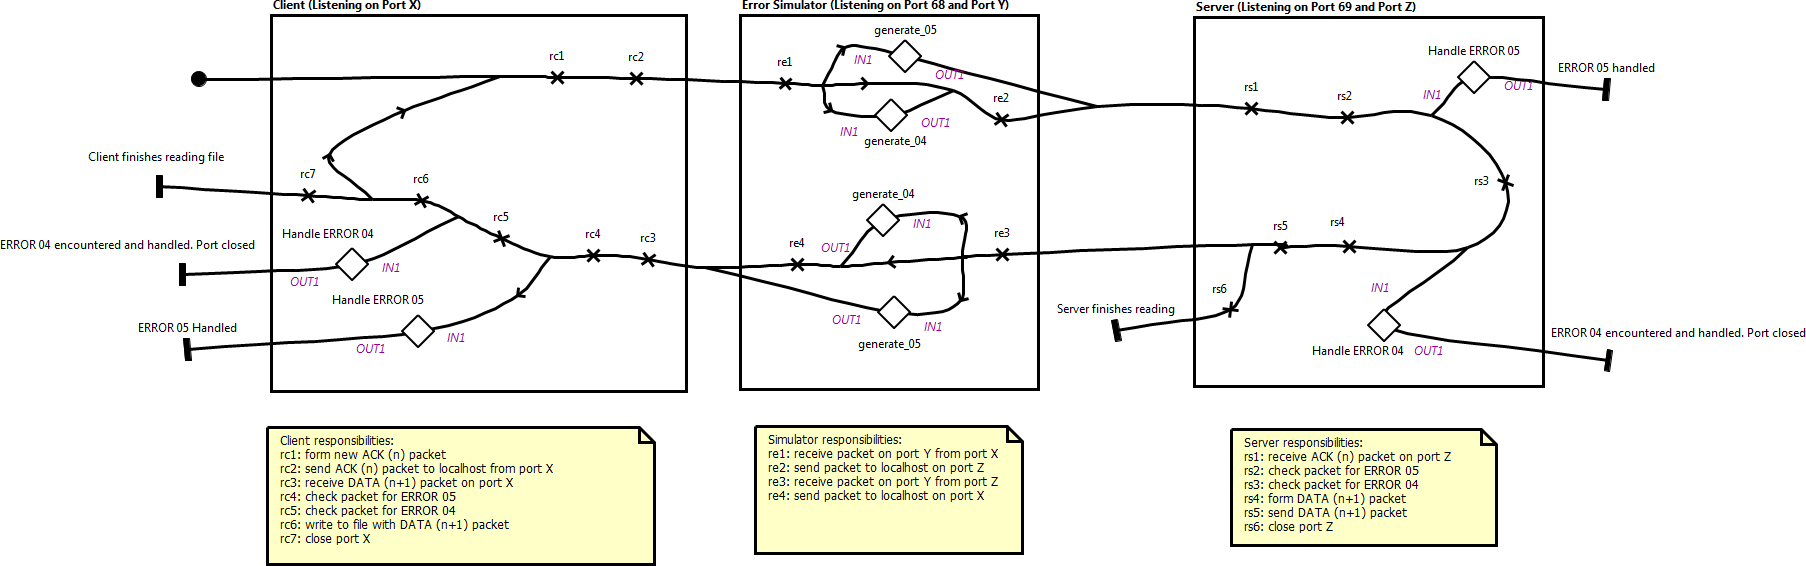 Client (Listening on Port X)
Error Simulator (Listening on Port 68 and Port Y)
Server (Listening on Port 69 and Port Z)
rc1
rc2
re1
generate_05
IN1
OUT1
re2
IN1
OUT1
generate_04
rs1
rs2
Handle ERROR 05
IN1
OUT1
ERROR 05 handled
Client finishes reading file
rc7
rc6
rc5
rc4
rc3
Handle ERROR 04
IN1
OUT1
ERROR 04 encountered and handled. Port closed
Handle ERROR 05
IN1
OUT1
ERROR 05 Handled
generate_04
IN1
OUT1
re4
re3
OUT1
IN1
generate_05
rs3
rs4
rs5
rs6
Server finishes reading
IN1
Handle ERROR 04
OUT1
ERROR 04 encountered and handled. Port closed
Client responsibilities:
rc1: form new ACK (n) packet
rc2: send ACK (n) packet to localhost from port X
rc3: receive DATA (n+1) packet on port X
rc4: check packet for ERROR 05
rc5: check packet for ERROR 04
rc6: write to file with DATA (n+1) packet
rc7: close port X
Simulator responsibilities:
re1: receive packet on port Y from port X
re2: send packet to localhost on port Z
re3: receive packet on port Y from port Z
re4: send packet to localhost on port X
Server responsibilities:
rs1: receive ACK (n) packet on port Z
rs2: check packet for ERROR 05
rs3: check packet for ERROR 04
rs4: form DATA (n+1) packet
rs5: send DATA (n+1) packet
rs6: close port Z